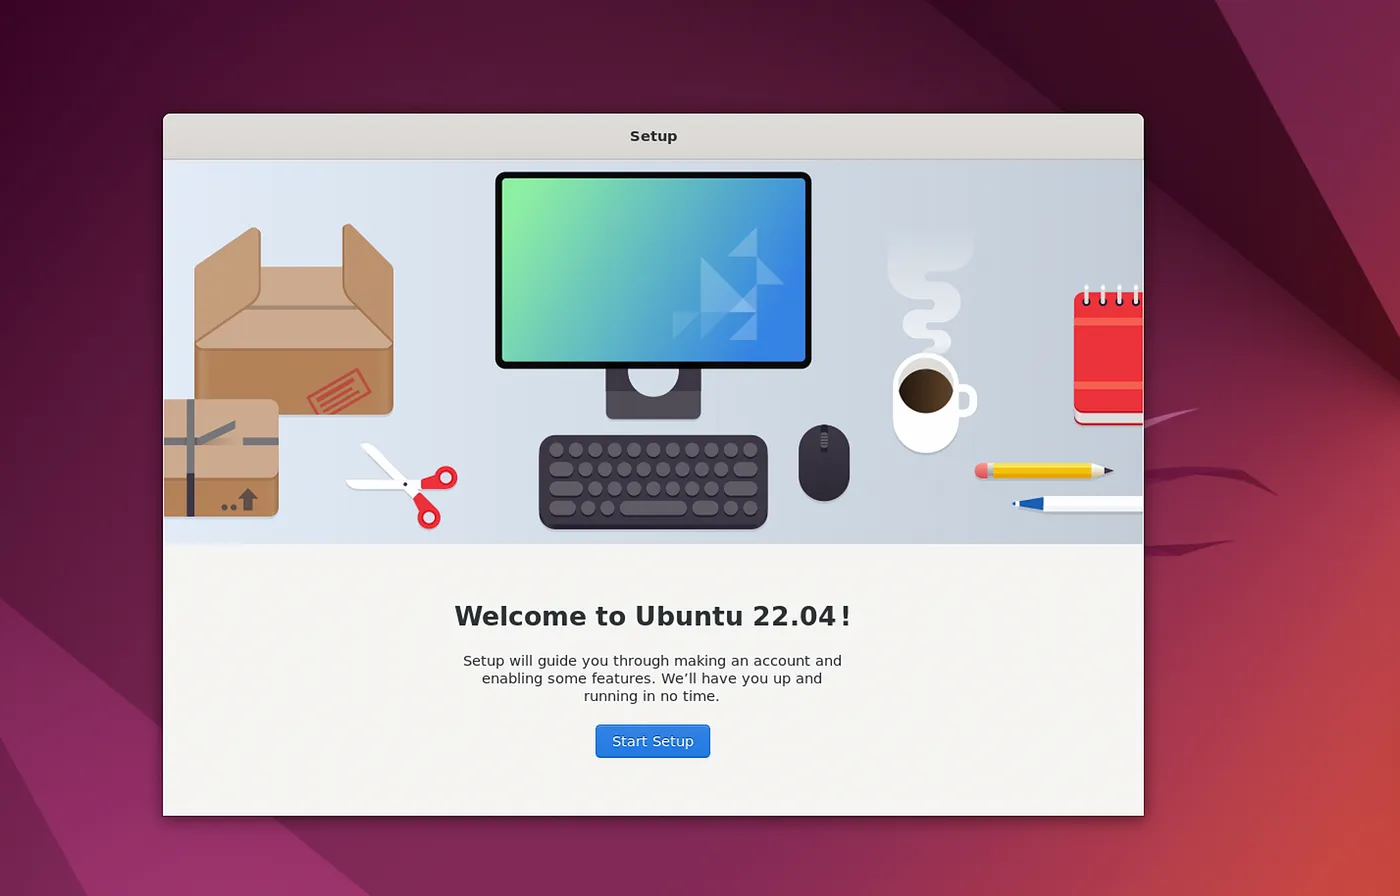 Setup
Welcome to Ubuntu 22.04!
Setup will guide you through making an account and
enabling some features. We’ll have you up and
running in no time.
Start Setup